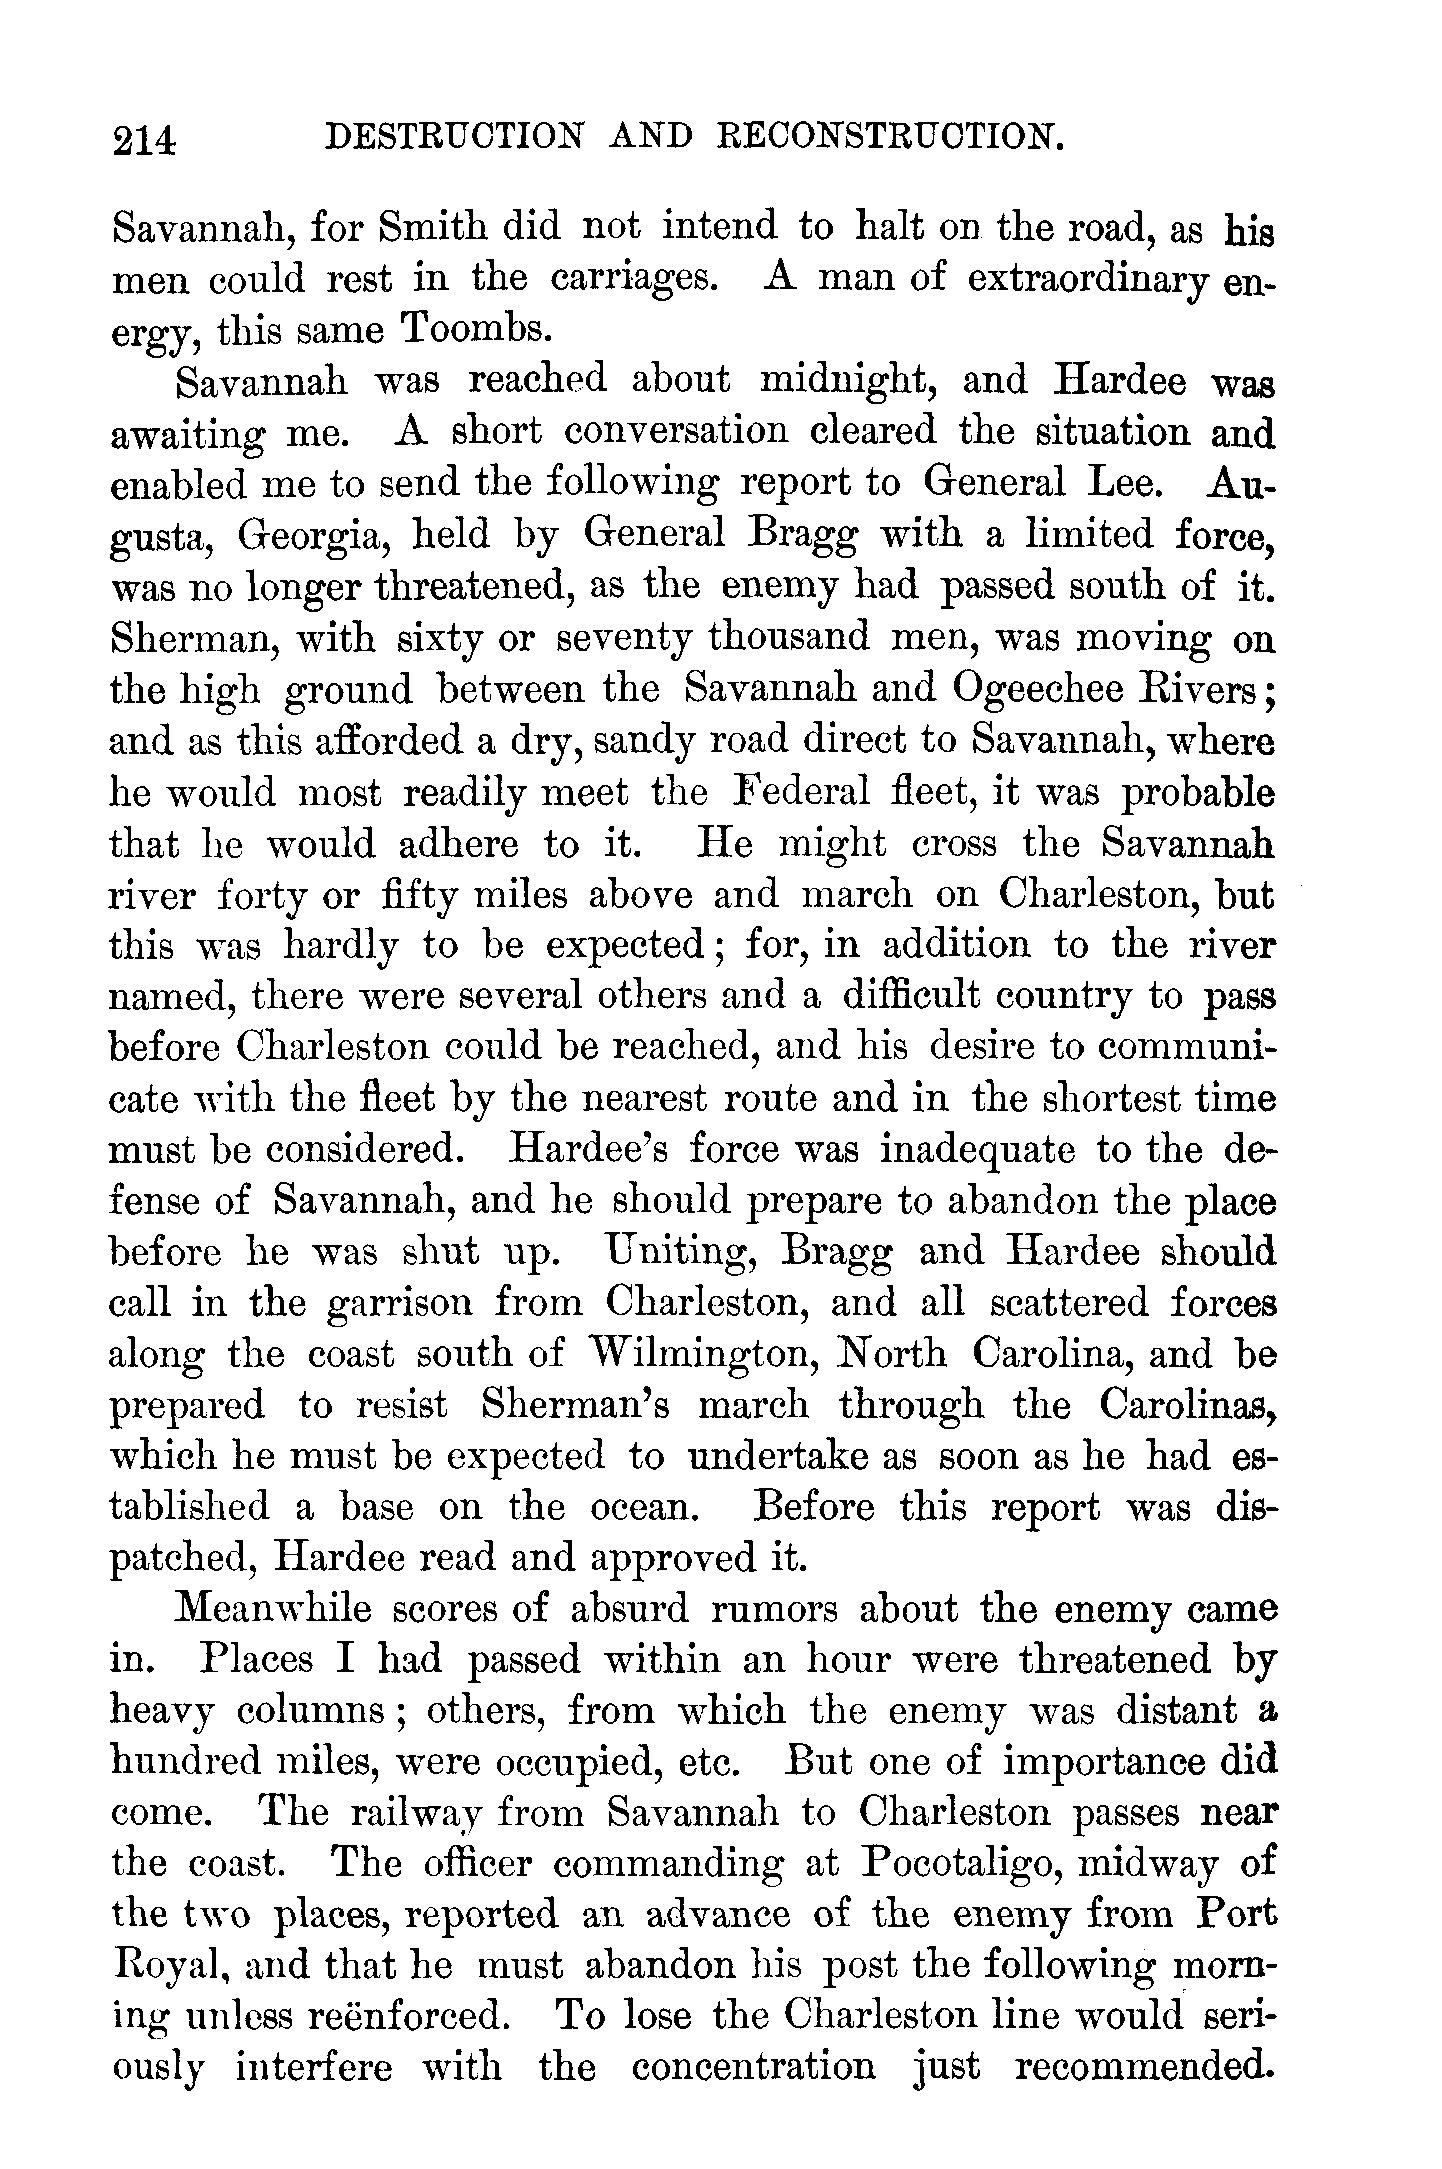 214 DESTRUCTION AND RECONSTRUCTION.
Savannah, for Smith did not intend to halt on the road, as his
men could rest in the carriages. A man of extraordinary en-
ergy, this same Toombs.
Savannah was reached about midnight, and Hardee was
awaiting me. A short conversation cleared the situation and
enabled me to send the following report to General Lee. Au-
gusta, Georgia, held by General Bragg with a limited force,
was no longer threatened, as the enemy had passed south of it.
Sherman, with sixty or seventy thousand men, was moving on
the high ground between the Savannah and Ogeechee Rivers;
and as this afforded a dry, sandy road direct to Savannah, where
he would most readily meet the Federal fleet, it was probable
that he would adhere to it. He might cross the Savannah
river forty or fifty miles above and march on Charleston, but
this was hardly to be expected; for, in addition to the river
named, there were several others and a difficult country to pass
before Charleston could be reached, and his desire to communi-
cate with the fleet by the nearest route and in the shortest time
must be considered. Hardee's force was inadequate to the de-
fense of Savannah, and he should prepare to abandon the place
before he was shut up. Uniting, Bragg and Hardee should
call in the garrison from Charleston, and all scattered forces
along the coast south of Wilmington, North Carolina, and be
prepared to resist Sherman's march through the Carolinas,
which he must be expected to undertake as soon as he had es-
tablished a base on the ocean. Before this report was dis-
patched, Hardee read and approved it.
Meanwhile scores of absurd rumors about the enemy came
in. Places I had passed within an hour were threatened by
heavy columns; others, from which the enemy was distant a
hundred miles, were occupied, etc. But one of importance did
come. The railway from Savannah to Charleston passes near
the coast. The officer commanding at Pocotaligo, midway of
the two places, reported an advance of the enemy from Port
Royal, and that he must abandon his post the following morn-
ing unless reënforced. To lose the Charleston line would seri-
ously interfere with the concentration just recommended.